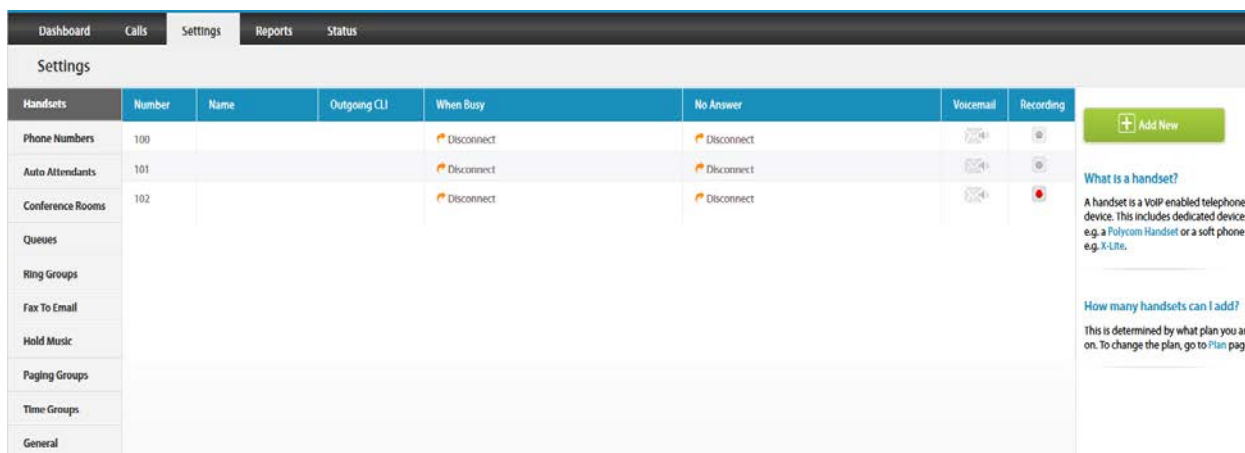 Dashboard Calls Settings Reports Status
Settings
Handsets Number Name Outgoing CLI When Busy No Answer Voicemail Recording
Add New
Phone Numbers 100 Disconnect Disconnect
Auto Attendants 101 Disconnect Disconnect
What is a handset?
Conference Rooms 102 Disconnect Disconnect
A handset is a VoIP enabled telephone
device. This includes dedicated device
e.g. a Polycom Handset or a soft phone
e.g. X-Lite.
Queues
Ring Groups
Fax To Email
How many handsets can I add?
Hold Music
This is determined by what plan you a
on. To change the plan, go to Plan pag
Paging Groups
Time Groups
General